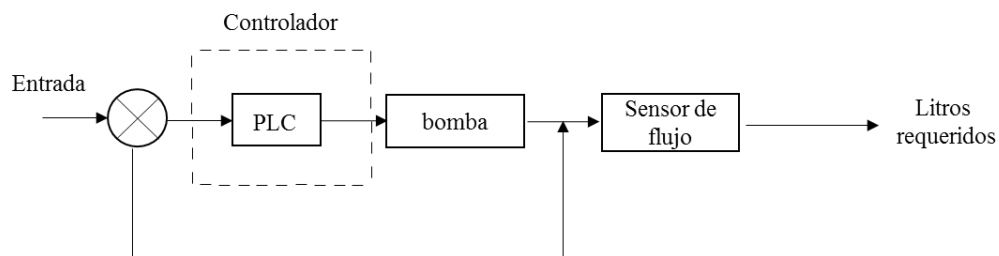 Controlador
Entrada
PLC
bomba
Sensor de
flujo
Litros
requeridos